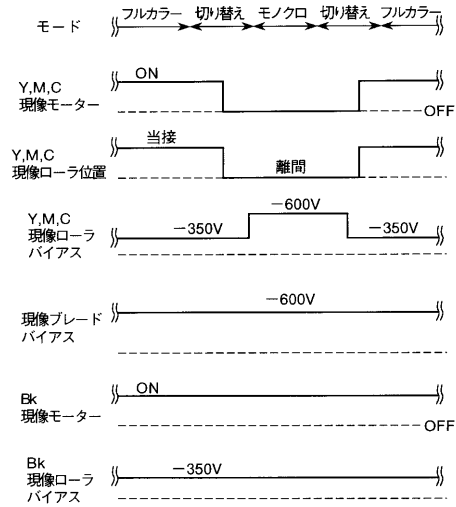 モード
フルカラー 切り替え モノクロ 切り替え フルカラー
Y,M,C
現像モーター
ON
OFF
Y,M,C
現像ローラ位置
当接
離間
Y,M,C
現像ローラ
バイアス
−350V
−600V
−350V
現像ブレード
バイアス
−600V
Bk
現像モーター
ON
OFF
Bk
現像ローラ
バイアス
−350V